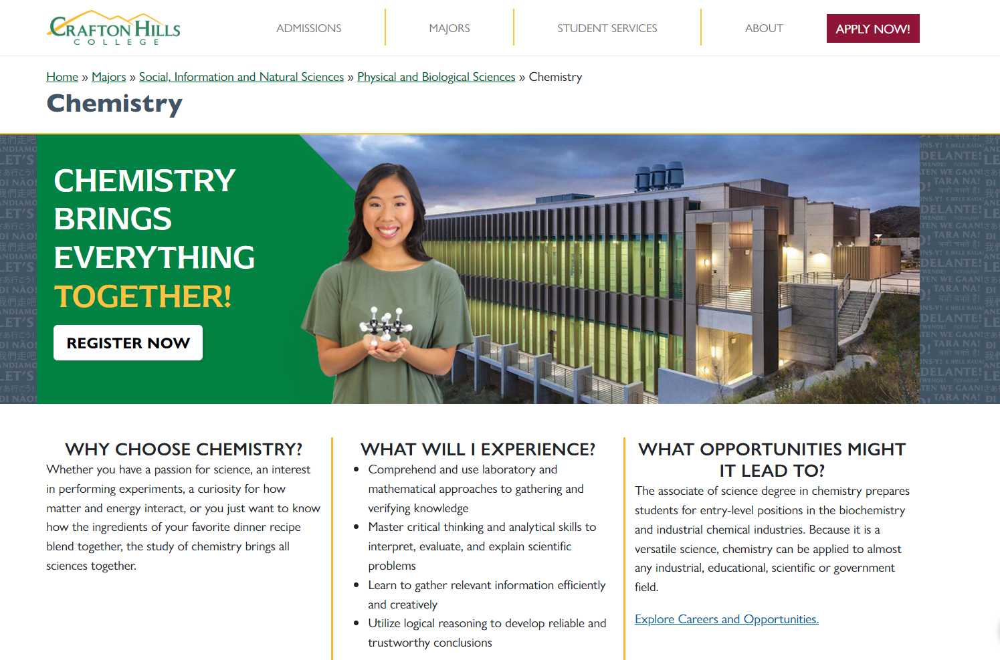 CRAFTON HILLS
COLLEGE
ADMISSIONS
MAJORS
STUDENT SERVICES
ABOUT
APPLY NOW!
Home » Majors » Social, Information and Natural Sciences » Physical and Biological Sciences » Chemistry
Chemistry
CHEMISTRY
BRINGS
EVERYTHING
TOGETHER!
REGISTER NOW
WHY CHOOSE CHEMISTRY?
Whether you have a passion for science, an interest
in performing experiments, a curiosity for how
matter and energy interact, or you just want to know
how the ingredients of your favorite dinner recipe
blend together, the study of chemistry brings all
sciences together.
WHAT WILL I EXPERIENCE?
• Comprehend and use laboratory and
mathematical approaches to gathering and
verifying knowledge
• Master critical thinking and analytical skills to
interpret, evaluate, and explain scientific
problems
• Learn to gather relevant information efficiently
and creatively
• Utilize logical reasoning to develop reliable and
trustworthy conclusions
WHAT OPPORTUNITIES MIGHT
IT LEAD TO?
The associate of science degree in chemistry prepares
students for entry-level positions in the biochemistry
and industrial chemical industries. Because it is a
versatile science, chemistry can be applied to almost
any industrial, educational, scientific or government
field.
Explore Careers and Opportunities.